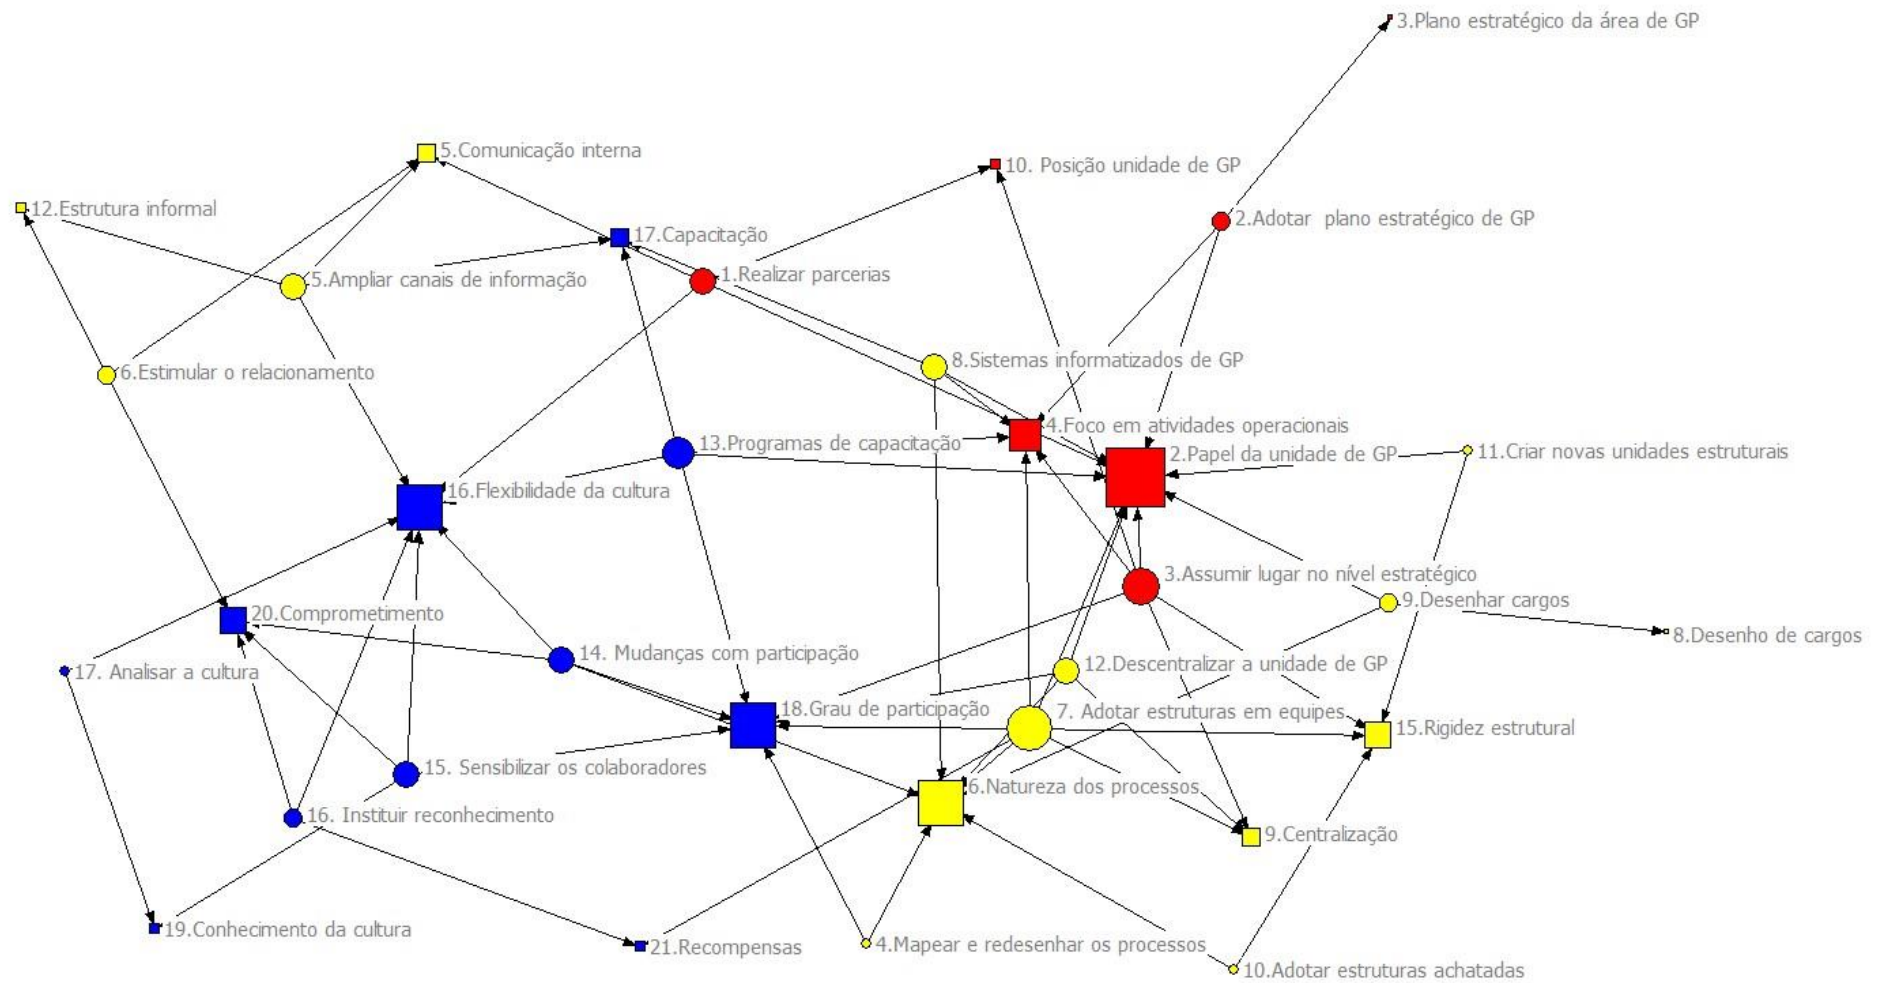 3.Plano estratégico da área de GP
5.Comunicação interna
10. Posição unidade de GP
12.Estrutura informal
2.Adotar plano estratégico de GP
17.Capacitação
5.Ampliar canais de informação
1.Realizar parcerias
8.Sistemas informatizados de GP
6.Estimular o relacionamento
4.Foco em atividades operacionais
13.Programas de capacitação
2.Papel da unidade de GP
11.Criar novas unidades estruturais
16.Flexibilidade da cultura
3.Assumir lugar no nível estratégico
9.Desenhar cargos
20.Comprometimento
8.Desenho de cargos
14. Mudanças com participação
12.Descentralizar a unidade de GP
17. Analisar a cultura
18.Grau de participação
7. Adotar estruturas em equipes
15.Rigidez estrutural
15. Sensibilizar os colaboradores
6.Natureza dos processos
16. Instituir reconhecimento
9.Centralização
19.Conhecimento da cultura
21.Recompensas
4.Mapear e redesenhar os processos
10.Adotar estruturas achatadas